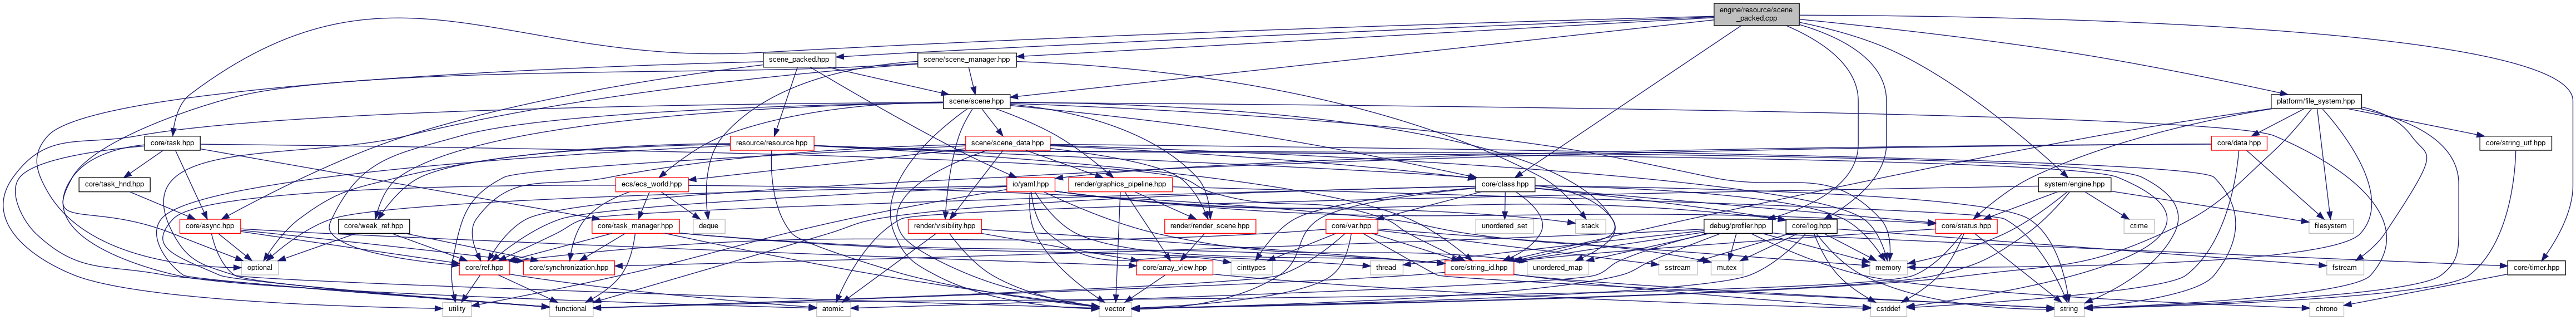 engine/resource/scene
_packed.cpp
scene_packed.hpp
scene/scene_manager.hpp
scene/scene.hpp
platform/file_system.hpp
core/task.hpp
resource/resource.hpp
scene/scene_data.hpp
core/data.hpp
core/string_utf.hpp
core/task_hnd.hpp
ecs/ecs_world.hpp
io/yaml.hpp
render/graphics_pipeline.hpp
core/class.hpp
system/engine.hpp
core/async.hpp
core/weak_ref.hpp
core/task_manager.hpp
deque
render/visibility.hpp
render/render_scene.hpp
core/var.hpp
unordered_set
stack
debug/profiler.hpp
core/log.hpp
core/status.hpp
ctime
filesystem
optional
core/ref.hpp
core/synchronization.hpp
thread
cinttypes
core/array_view.hpp
core/string_id.hpp
unordered_map
sstream
mutex
memory
fstream
core/timer.hpp
utility
functional
atomic
vector
cstddef
string
chrono